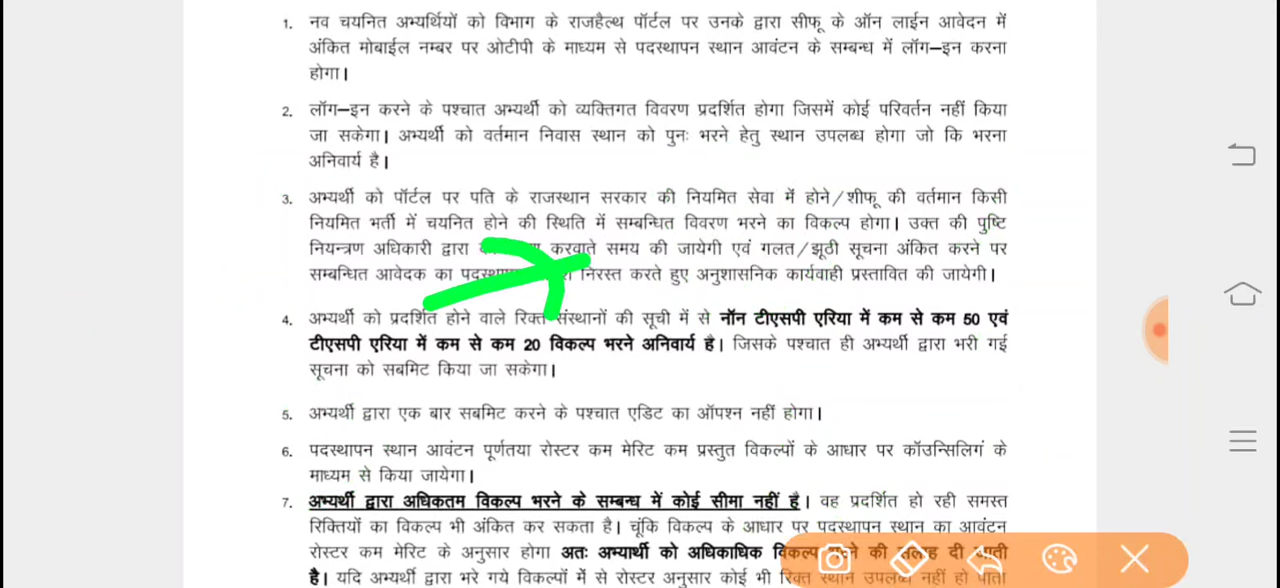 1. नव चयनित अभ्यर्थियों को विभाग के राजहैल्थ पॉर्टल पर उनके द्वारा सीफू के ऑन लाईन आवेदन में
अंकित मोबाईल नम्बर पर ओटीपी के माध्यम से पदस्थापन स्थान आवंटन के सम्बन्ध में लॉग–इन करना
होगा।
2. लॉग–इन करने के पश्चात अभ्यर्थी को व्यक्तिगत विवरण प्रदर्शित होगा जिसमें कोई परिवर्तन नहीं किया
जा सकेगा। अभ्यर्थी को वर्तमान निवास स्थान को पुनः भरने हेतु स्थान उपलब्ध होगा जो कि भरना
अनिवार्य है।
3. अभ्यर्थी को पॉर्टल पर पति के राजस्थान सरकार की नियमित सेवा में होने/शीफू की वर्तमान किसी
नियमित भर्ती में चयनित होने की स्थिति में सम्बन्धित विवरण भरने का विकल्प होगा। उक्त की पुष्टि
नियन्त्रण अधिकारी द्वारा करवाते समय की जायेगी एवं गलत/झूठी सूचना अंकित करने पर
सम्बन्धित आवेदक का निरस्त करते हुए अनुशासनिक कार्यवाही प्रस्तावित की जायेगी।
4. अभ्यर्थी को प्रदर्शित होने वाले रिक्त संस्थानों की सूची में से नॉन टीएसपी एरिया में कम से कम 50 एवं
टीएसपी एरिया में कम से कम 20 विकल्प भरने अनिवार्य है। जिसके पश्चात ही अभ्यर्थी द्वारा भरी गई
सूचना को सबमिट किया जा सकेगा।
5. अभ्यर्थी द्वारा एक बार सबमिट करने के पश्चात एडिट का ऑपश्न नहीं होगा।
6. पदस्थापन स्थान आवंटन पूर्णतया रोस्टर कम मेरिट कम प्रस्तुत विकल्पों के आधार पर कॉउन्सिलिगं के
माध्यम से किया जायेगा।
7. अभ्यर्थी द्वारा अधिकतम विकल्प भरने के सम्बन्ध में कोई सीमा नहीं है। वह प्रदर्शित हो रही समस्त
रिक्तियों का विकल्प भी अंकित कर सकता है। चूंकि विकल्प के आधार पर पदस्थापन स्थान का आवंटन
रोस्टर कम मेरिट के अनुसार होगा अतः अभ्यार्थी को अधिकाधिक विकल्प की सलाह दी जाती
है। यदि अभ्यर्थी द्वारा भरे गये विकल्पों में से रोस्टर अनुसार कोई भी रिक्त स्थान उपलब्ध नहीं हो पाता